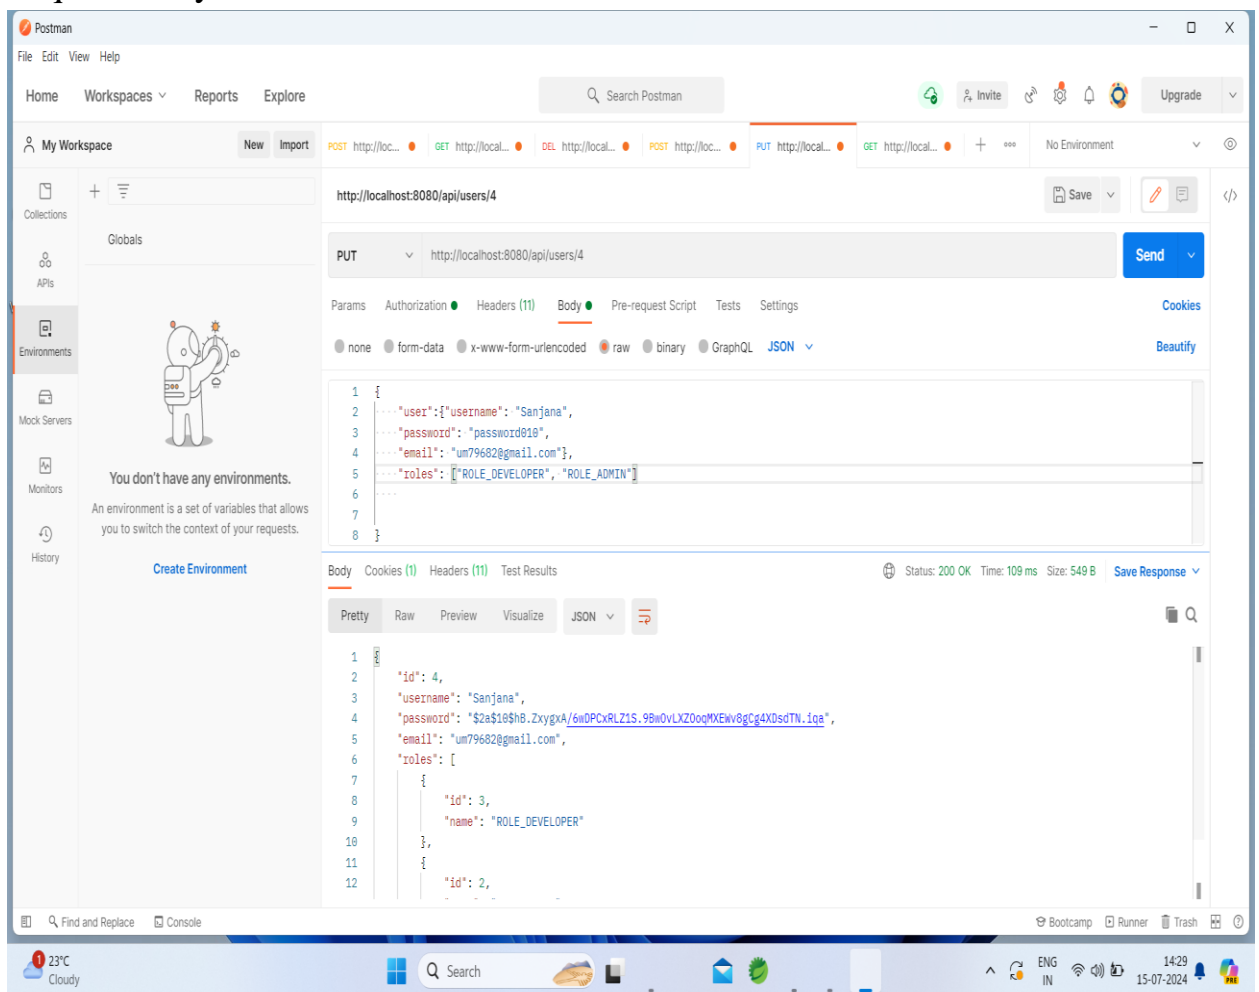 Postman
File Edit View Help
Home Workspaces Reports Explore Search Postman Invite Upgrade
My Workspace New Import POST http://loc... GET http://local... DEL http://local... POST http://loc... PUT http://local... GET http://local... + ooo No Environment
Collections
APIs
Environments
Mock Servers
Monitors
History
Globals
You don't have any environments.
An environment is a set of variables that allows
you to switch the context of your requests.
Create Environment
http://localhost:8080/api/users/4 Save </>
PUT http://localhost:8080/api/users/4 Send
Params Authorization Headers (11) Body Pre-request Script Tests Settings Cookies
none form-data x-www-form-urlencoded raw binary GraphQL JSON Beautify
1 {
2 "user":{"username": "Sanjana",
3 "password": "password010",
4 "email": "um79682@gmail.com"},
5 "roles": ["ROLE_DEVELOPER", "ROLE_ADMIN"]
6
7
8 }
Body Cookies (1) Headers (11) Test Results Status: 200 OK Time: 109 ms Size: 549 B Save Response
Pretty Raw Preview Visualize JSON
1 {
2 "id": 4,
3 "username": "Sanjana",
4 "password": "$2a$10$hB.ZxygxA/6wDPCxRLZ1S.9BwOvLXZOoqMXEWv8gCg4XDsdTN.iqa",
5 "email": "um79682@gmail.com",
6 "roles": [
7 {
8 "id": 3,
9 "name": "ROLE_DEVELOPER"
10 },
11 {
12 "id": 2,
Find and Replace Console Bootcamp Runner Trash
1 23°C
Cloudy
Search
ENG
IN
14:29
15-07-2024
PRE